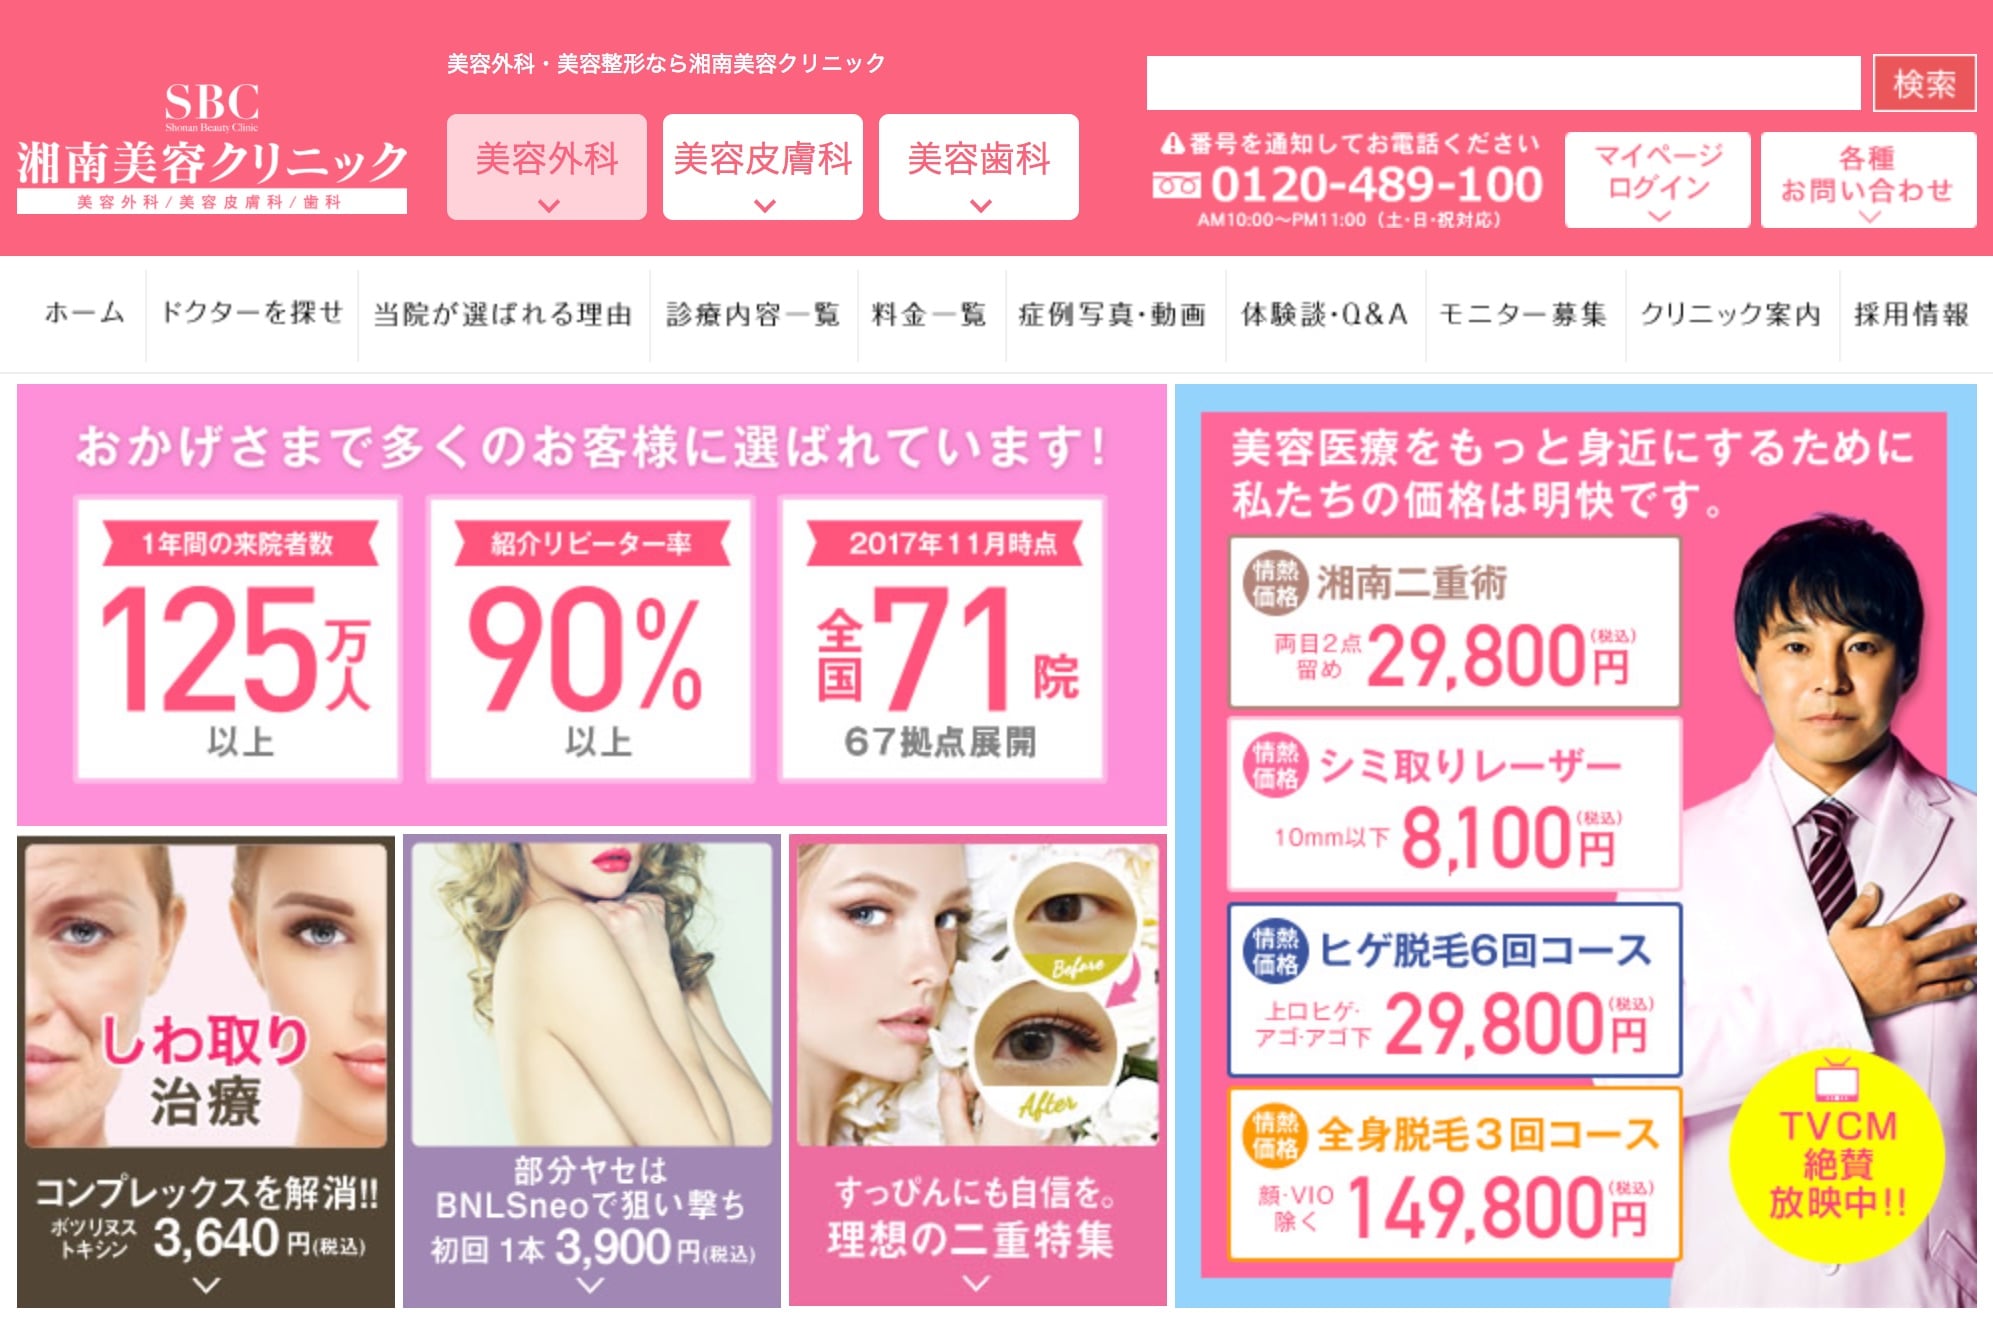 美容外科・美容整形なら湘南美容クリニック
検索
SBC
Shonan Beauty Clinic
湘南美容クリニック
美容外科/美容皮膚科/歯科
美容外科
美容皮膚科
美容歯科
番号を通知してお電話ください
0120-489-100
AM10:00〜PM11:00（土・日・祝対応）
マイページ
ログイン
各種
お問い合わせ
ホーム
ドクターを探せ
当院が選ばれる理由
診療内容一覧
料金一覧
症例写真・動画
体験談・Q&A
モニター募集
クリニック案内
採用情報
おかげさまで多くのお客様に選ばれています！
1年間の来院者数
125万人
以上
紹介リピーター率
90%
以上
2017年11月時点
全国71院
67拠点展開
しわ取り
治療
コンプレックスを解消!!
ボツリヌス
トキシン
3,640円(税込)
部分ヤセは
BNLSneoで狙い撃ち
初回 1本 3,900円(税込)
Before
After
すっぴんにも自信を。
理想の二重特集
美容医療をもっと身近にするために
私たちの価格は明快です。
情熱
価格
湘南二重術
両目2点
留め
29,800円(税込)
情熱
価格
シミ取りレーザー
10mm以下 8,100円(税込)
情熱
価格
ヒゲ脱毛6回コース
上口ヒゲ・
アゴ・アゴ下
29,800円(税込)
情熱
価格
全身脱毛3回コース
顔・VIO
除く
149,800円(税込)
TVCM
絶賛
放映中!!